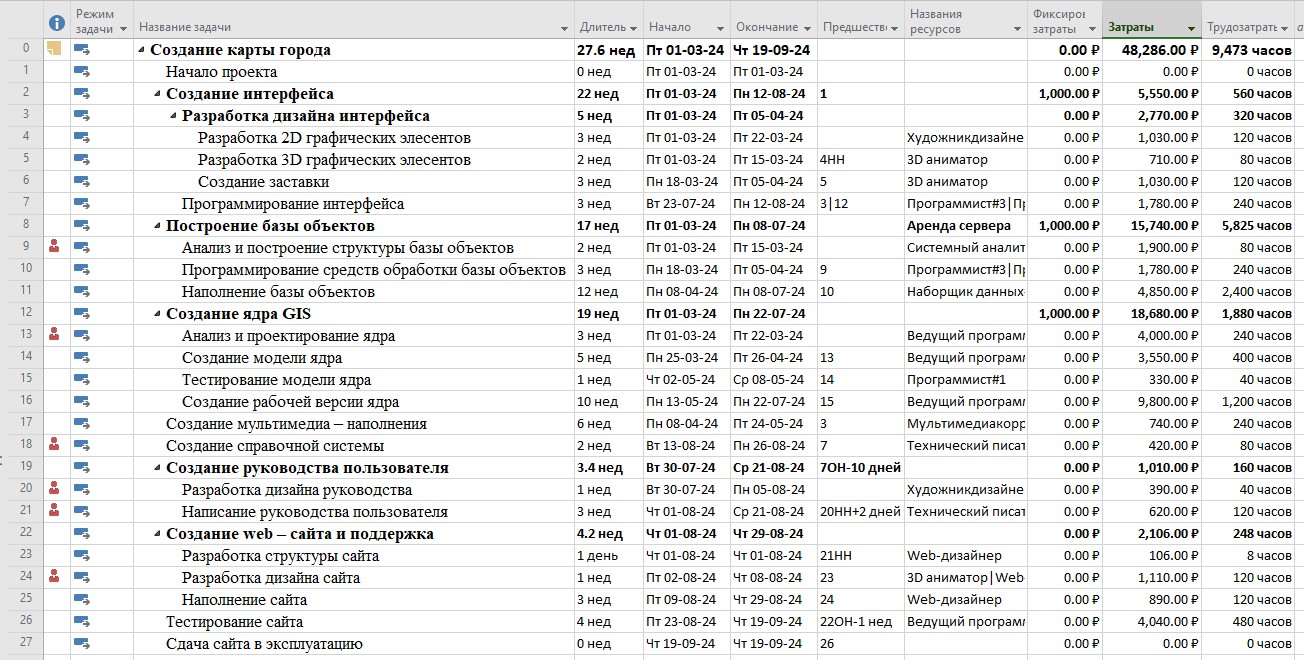 Режим задачи Название задачи Длитель Начало Окончание Предшеств Названия ресурсов Фиксиров затраты Затраты Трудозатрать
0 Создание карты города 27.6 нед Пт 01-03-24 Чт 19-09-24 0.00 ₽ 48,286.00 ₽ 9,473 часов
1 Начало проекта 0 нед Пт 01-03-24 Пт 01-03-24 0.00 ₽ 0.00 ₽ 0 часов
2 Создание интерфейса 22 нед Пт 01-03-24 Пн 12-08-24 1 1,000.00 ₽ 5,550.00 ₽ 560 часов
3 Разработка дизайна интерфейса 5 нед Пт 01-03-24 Пт 05-04-24 0.00 ₽ 2,770.00 ₽ 320 часов
4 Разработка 2D графических элесентов 3 нед Пт 01-03-24 Пт 22-03-24 Художникдизайне 0.00 ₽ 1,030.00 ₽ 120 часов
5 Разработка 3D графических элесентов 2 нед Пт 01-03-24 Пт 15-03-24 4НН 3D аниматор 0.00 ₽ 710.00 ₽ 80 часов
6 Создание заставки 3 нед Пн 18-03-24 Пт 05-04-24 5 3D аниматор 0.00 ₽ 1,030.00 ₽ 120 часов
7 Программирование интерфейса 3 нед Вт 23-07-24 Пн 12-08-24 3|12 Программист#3|Пр 0.00 ₽ 1,780.00 ₽ 240 часов
8 Построение базы объектов 17 нед Пт 01-03-24 Пн 08-07-24 Аренда сервера 1,000.00 ₽ 15,740.00 ₽ 5,825 часов
9 Анализ и построение структуры базы объектов 2 нед Пт 01-03-24 Пт 15-03-24 Системный аналит 0.00 ₽ 1,900.00 ₽ 80 часов
10 Программирование средств обработки базы объектов 3 нед Пн 18-03-24 Пт 05-04-24 9 Программист#3|Пр 0.00 ₽ 1,780.00 ₽ 240 часов
11 Наполнение базы объектов 12 нед Пн 08-04-24 Пн 08-07-24 10 Наборщик данных 0.00 ₽ 4,850.00 ₽ 2,400 часов
12 Создание ядра GIS 19 нед Пт 01-03-24 Пн 22-07-24 1,000.00 ₽ 18,680.00 ₽ 1,880 часов
13 Анализ и проектирование ядра 3 нед Пт 01-03-24 Пт 22-03-24 Ведущий програм 0.00 ₽ 4,000.00 ₽ 240 часов
14 Создание модели ядра 5 нед Пн 25-03-24 Пт 26-04-24 13 Ведущий програм 0.00 ₽ 3,550.00 ₽ 400 часов
15 Тестирование модели ядра 1 нед Чт 02-05-24 Ср 08-05-24 14 Программист#1 0.00 ₽ 330.00 ₽ 40 часов
16 Создание рабочей версии ядра 10 нед Пн 13-05-24 Пн 22-07-24 15 Ведущий програм 0.00 ₽ 9,800.00 ₽ 1,200 часов
17 Создание мультимедиа – наполнения 6 нед Пн 08-04-24 Пт 24-05-24 3 Мультимедиакорр 0.00 ₽ 740.00 ₽ 240 часов
18 Создание справочной системы 2 нед Вт 13-08-24 Пн 26-08-24 7 Технический писат 0.00 ₽ 420.00 ₽ 80 часов
19 Создание руководства пользователя 3.4 нед Вт 30-07-24 Ср 21-08-24 7ОН-10 дней 0.00 ₽ 1,010.00 ₽ 160 часов
20 Разработка дизайна руководства 1 нед Вт 30-07-24 Пн 05-08-24 Художникдизайне 0.00 ₽ 390.00 ₽ 40 часов
21 Написание руководства пользователя 3 нед Чт 01-08-24 Ср 21-08-24 20НН+2 дней Технический писат 0.00 ₽ 620.00 ₽ 120 часов
22 Создание web – сайта и поддержка 4.2 нед Чт 01-08-24 Чт 29-08-24 0.00 ₽ 2,106.00 ₽ 248 часов
23 Разработка структуры сайта 1 день Чт 01-08-24 Чт 01-08-24 21НН Web-дизайнер 0.00 ₽ 106.00 ₽ 8 часов
24 Разработка дизайна сайта 1 нед Пт 02-08-24 Чт 08-08-24 23 3D аниматор|Web 0.00 ₽ 1,110.00 ₽ 120 часов
25 Наполнение сайта 3 нед Пт 09-08-24 Чт 29-08-24 24 Web-дизайнер 0.00 ₽ 890.00 ₽ 120 часов
26 Тестирование сайта 4 нед Пт 23-08-24 Чт 19-09-24 22ОН-1 нед Ведущий програм 0.00 ₽ 4,040.00 ₽ 480 часов
27 Сдача сайта в эксплуатацию 0 нед Чт 19-09-24 Чт 19-09-24 26 0.00 ₽ 0.00 ₽ 0 часов